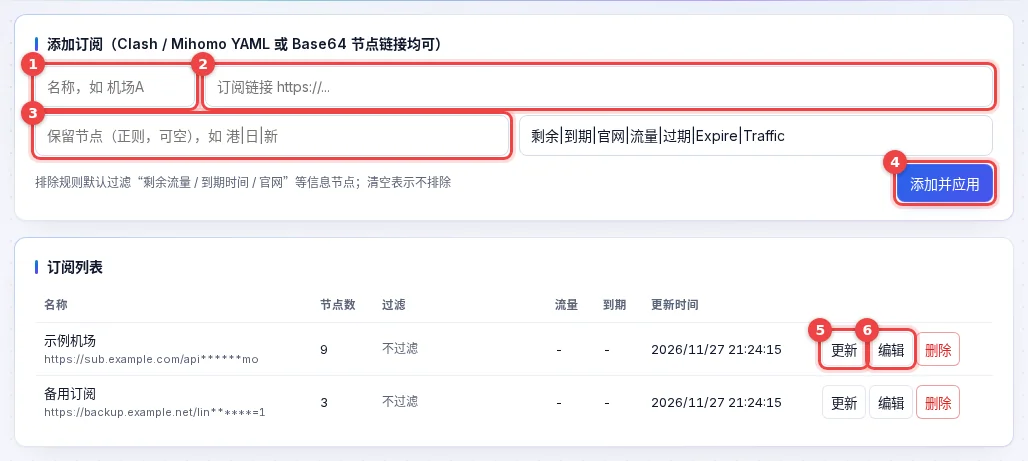 添加订阅（Clash / Mihomo YAML 或 Base64 节点链接均可）
1
2
名称，如 机场A
订阅链接 https://...
3
保留节点（正则，可空），如 港|日|新
剩余|到期|官网|流量|过期|Expire|Traffic
排除规则默认过滤“剩余流量 / 到期时间 / 官网”等信息节点；清空表示不排除
4
添加并应用
订阅列表
名称 节点数 过滤 流量 到期 更新时间
5 6
示例机场
https://sub.example.com/api******mo
9 不过滤 - - 2026/11/27 21:24:15 更新 编辑 删除
备用订阅
https://backup.example.net/lin******=1
3 不过滤 - - 2026/11/27 21:24:15 更新 编辑 删除